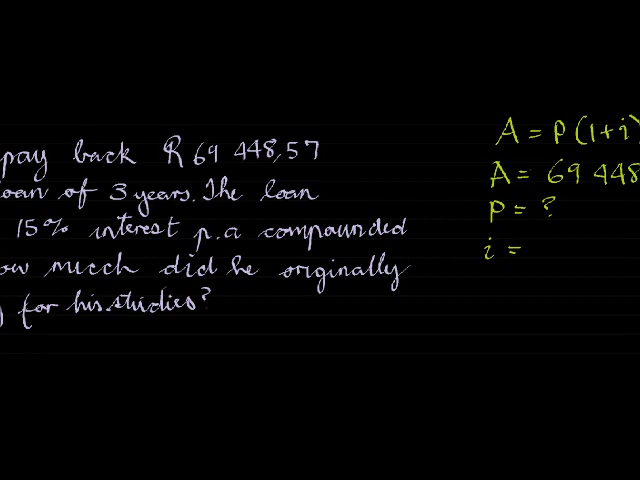 pay back R69 448,57
loan of 3 years. The loan
15% interest p.a compounded
ow much did he originally
for his studies?
A = P(1+i)
A = 69 448
P = ?
i =